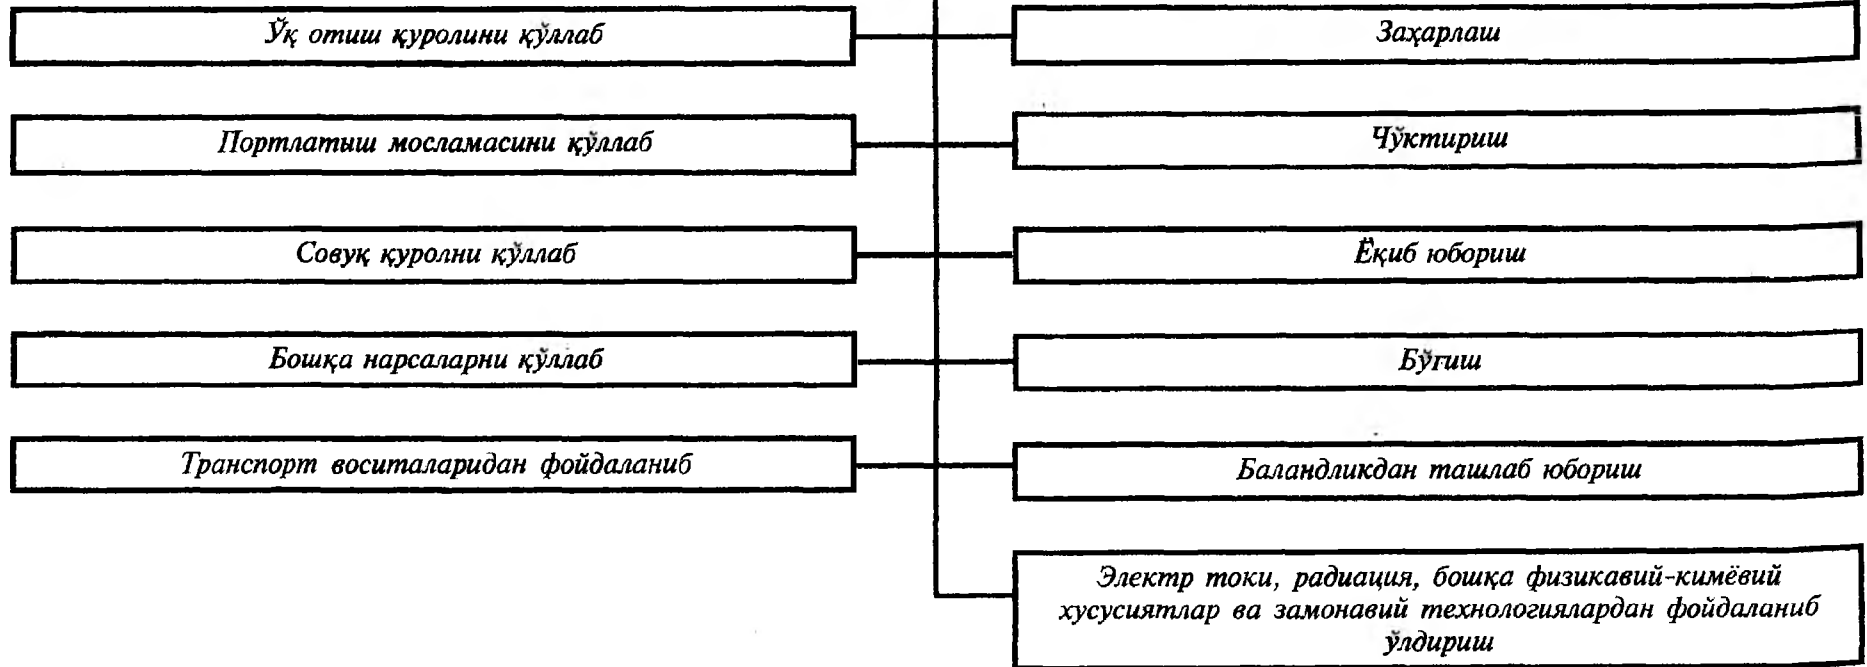 Ўқ отиш қуролини қўллаб
Заҳарлаш
Портлатыш мосламасини қўллаб
Чўктириш
Совуқ қуролни қўллаб
Ёқиб юбориш
Бошқа нарсаларни қўллаб
Бўғиш
Транспорт воситаларидан фойдаланиб
Баландликдан ташлаб юбориш
Электр токи, радиация, бошқа физикавий-кимёвий
хусусиятлар ва замонавий технологиялардан фойдаланиб
ўлдириш